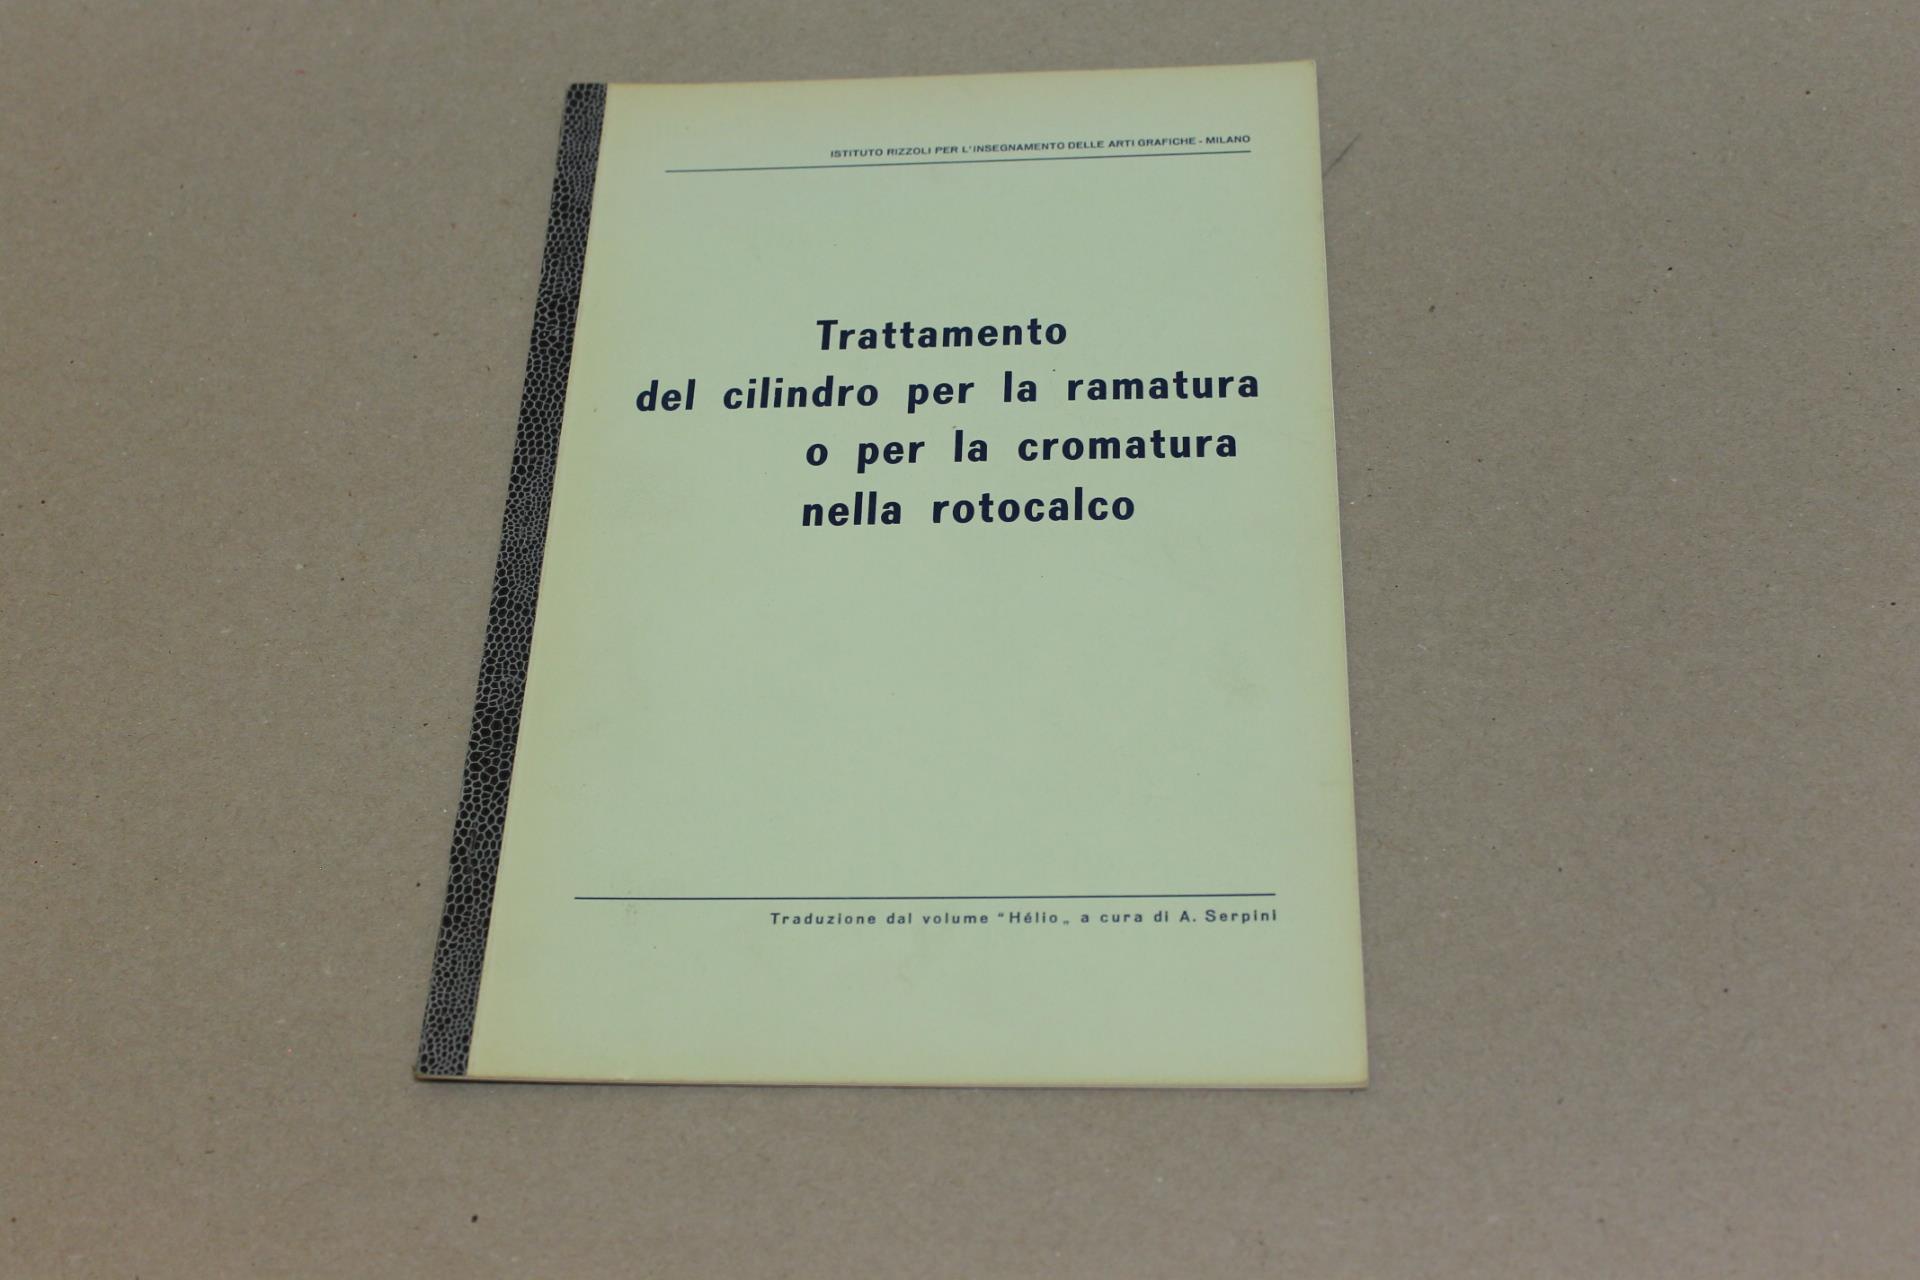 ISTITUTO RIZZOLI PER L'INSEGNAMENTO DELLE ARTI GRAFICHE - MILANO
Trattamento
del cilindro per la ramatura
o per la cromatura
nella rotocalco
Traduzione dal volume “Hélio„ a cura di A. Serpini